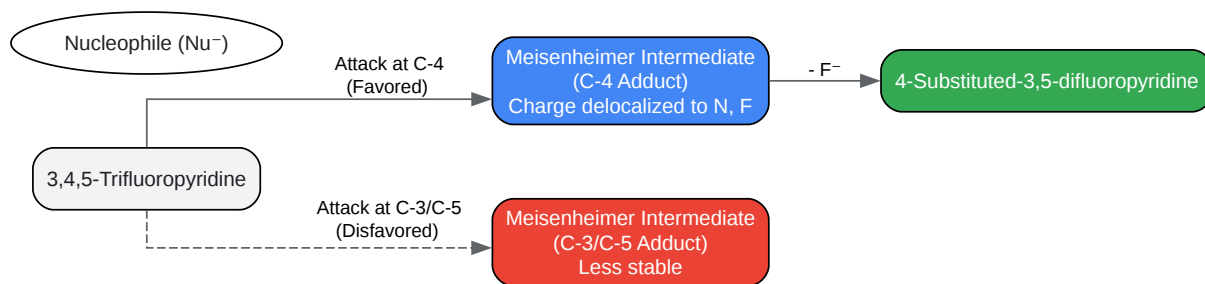 Nucleophile (Nu⁻)
Attack at C-4
(Favored)
Meisenheimer Intermediate
(C-4 Adduct)
Charge delocalized to N, F
- F⁻
4-Substituted-3,5-difluoropyridine
3,4,5-Trifluoropyridine
Attack at C-3/C-5
(Disfavored)
Meisenheimer Intermediate
(C-3/C-5 Adduct)
Less stable